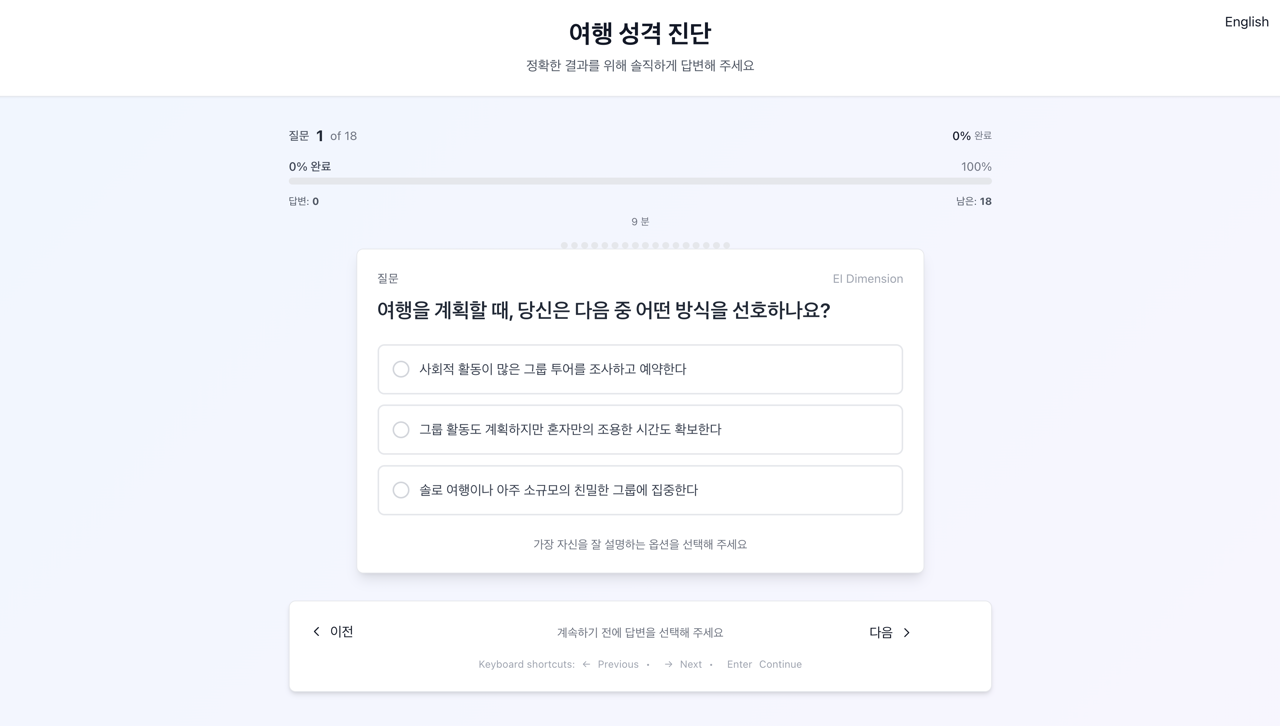 여행 성격 진단
English
정확한 결과를 위해 솔직하게 답변해 주세요
질문 1 of 18
0% 완료
0% 완료
100%
답변: 0
남은: 18
9 분
질문
EI Dimension
여행을 계획할 때, 당신은 다음 중 어떤 방식을 선호하나요?
사회적 활동이 많은 그룹 투어를 조사하고 예약한다
그룹 활동도 계획하지만 혼자만의 조용한 시간도 확보한다
솔로 여행이나 아주 소규모의 친밀한 그룹에 집중한다
가장 자신을 잘 설명하는 옵션을 선택해 주세요
이전
계속하기 전에 답변을 선택해 주세요
다음
Keyboard shortcuts: ← Previous • → Next • Enter Continue